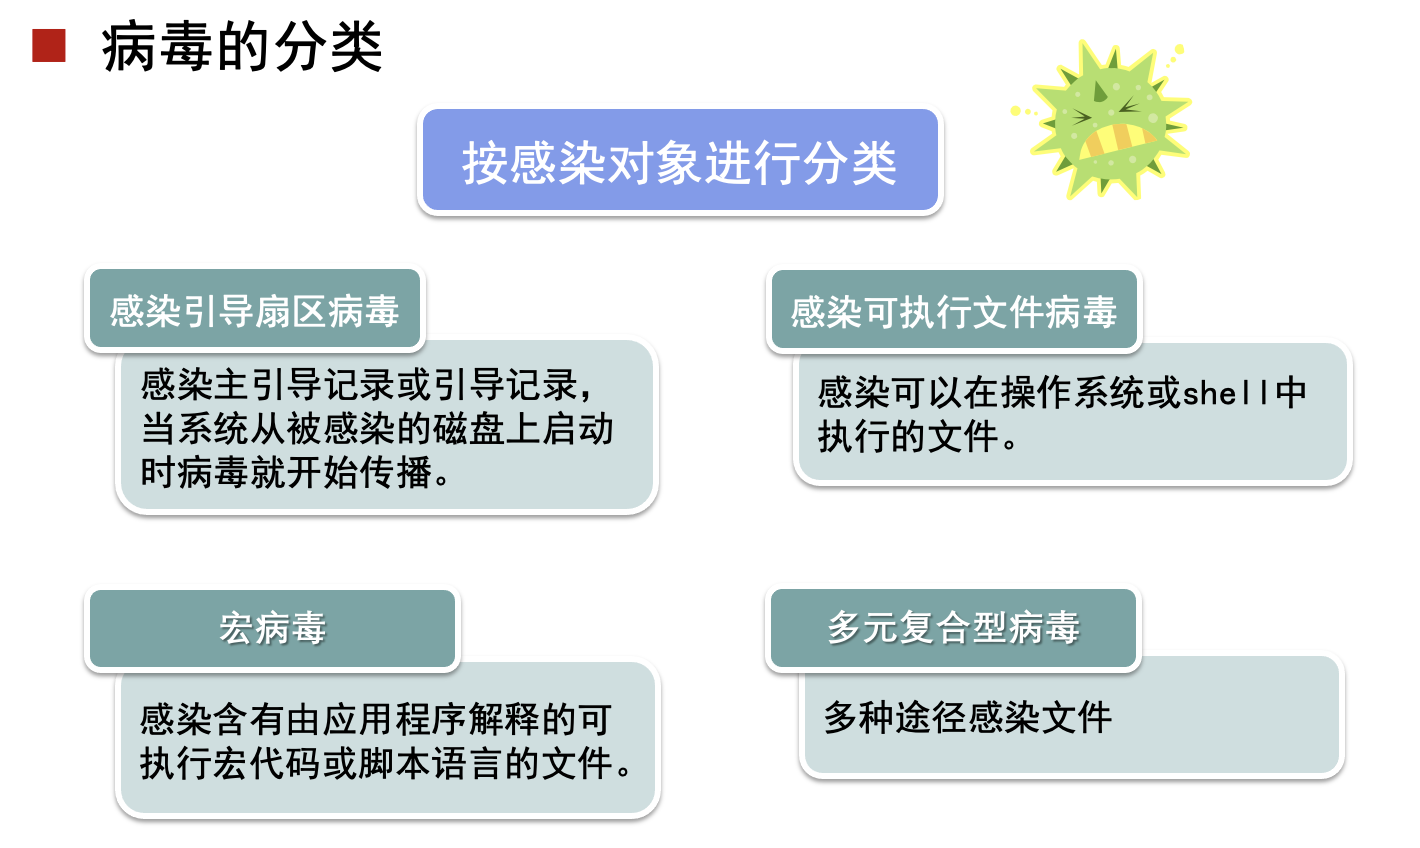 病毒的分类
按感染对象进行分类
感染引导扇区病毒
感染主引导记录或引导记录，
当系统从被感染的磁盘上启动
时病毒就开始传播。
感染可执行文件病毒
感染可以在操作系统或shell中
执行的文件。
宏病毒
感染含有由应用程序解释的可
执行宏代码或脚本语言的文件。
多元复合型病毒
多种途径感染文件